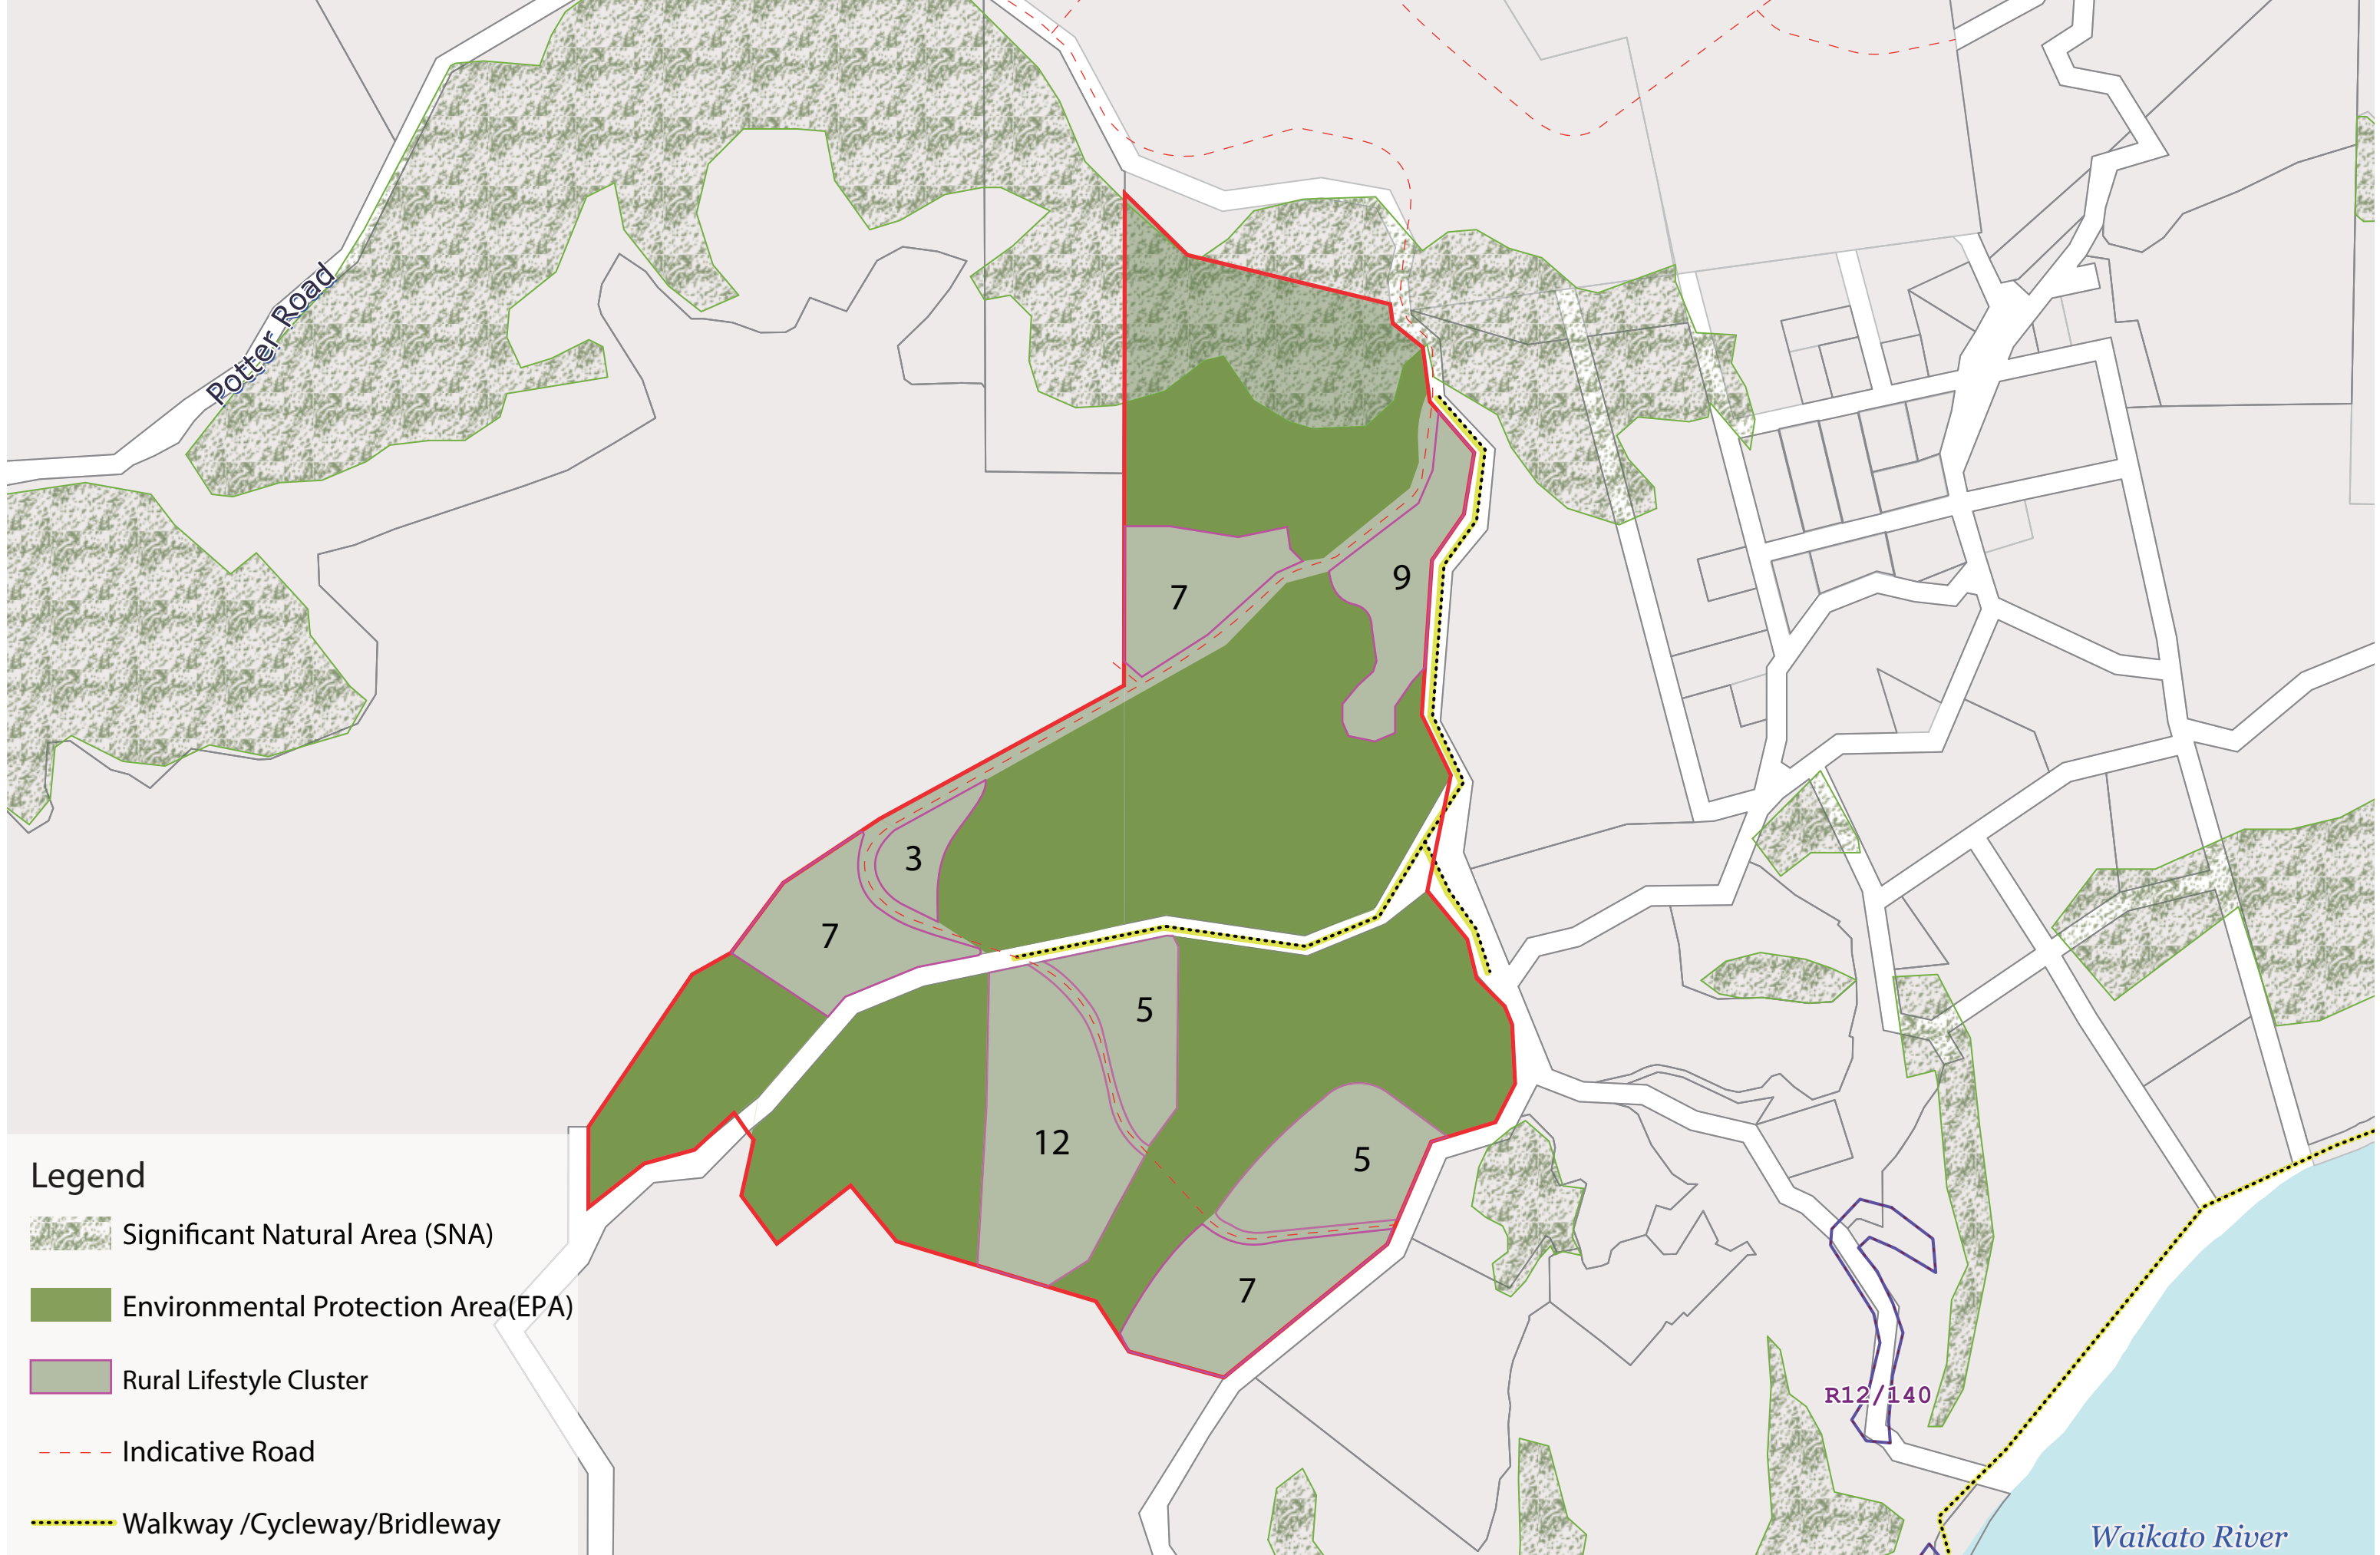 Potter Road
7
9
3
7
5
12
5
7
Legend
Significant Natural Area (SNA)
Environmental Protection Area(EPA)
Rural Lifestyle Cluster
Indicative Road
Walkway /Cycleway/Bridleway
R12/140
Waikato River